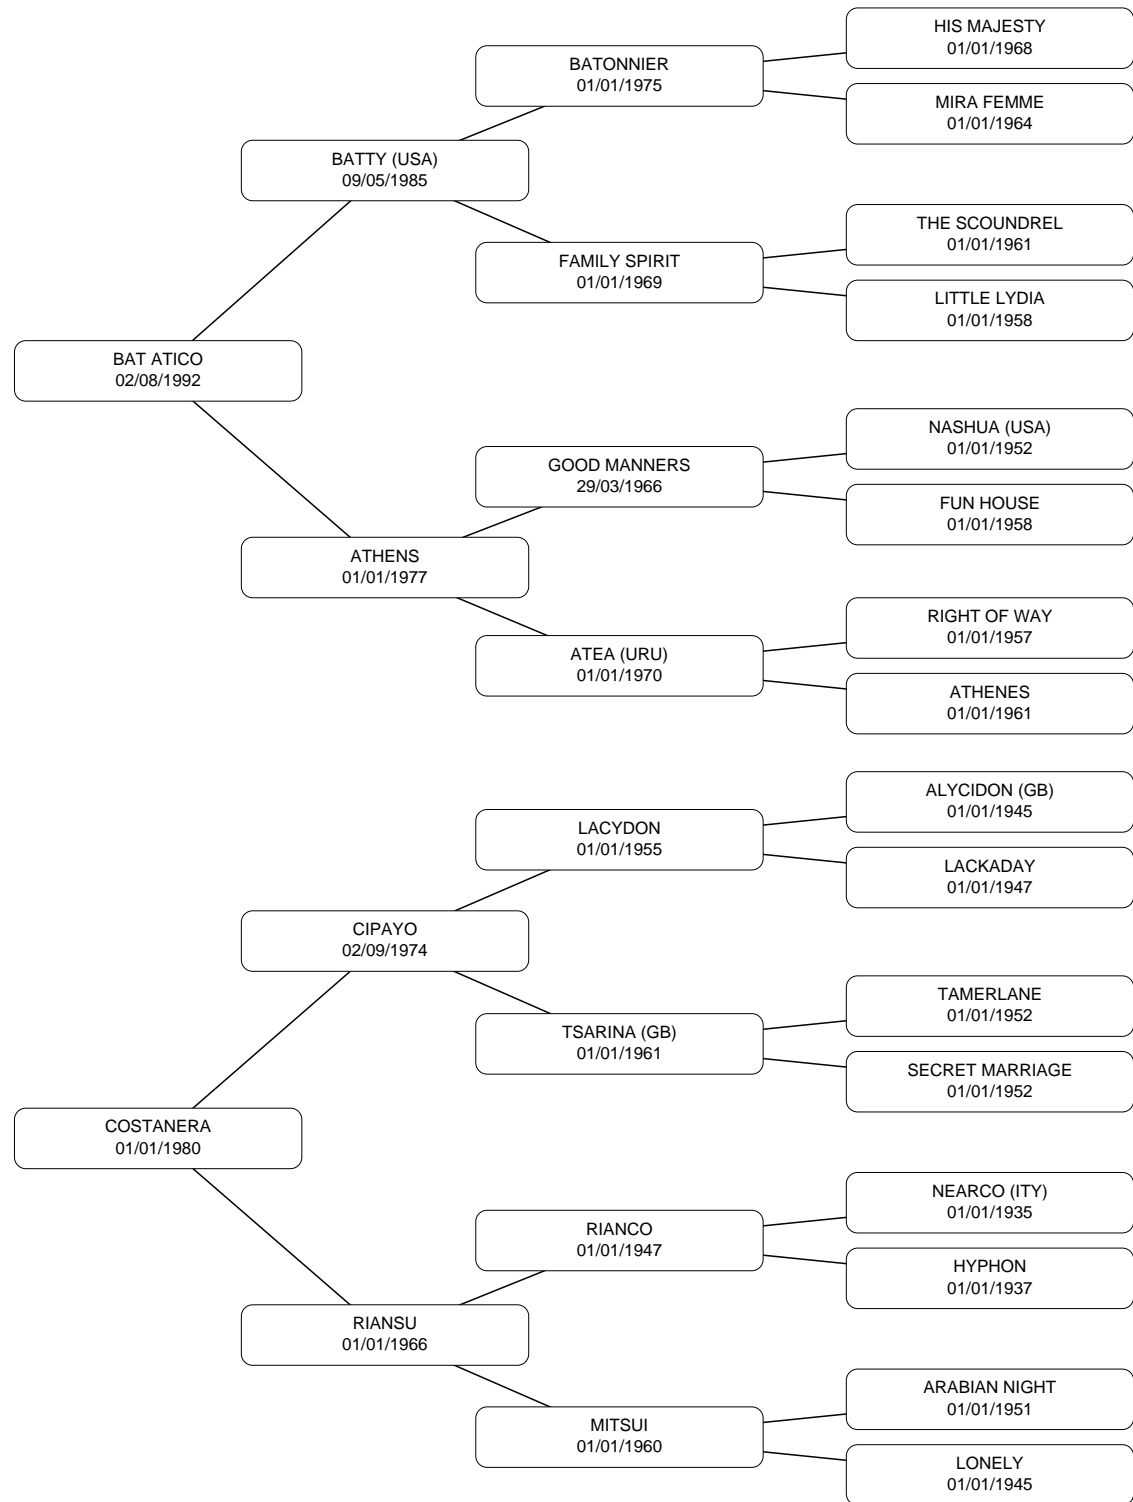 HIS MAJESTY
01/01/1968
BATONNIER
01/01/1975
MIRA FEMME
01/01/1964
BATTY (USA)
09/05/1985
THE SCOUNDREL
01/01/1961
FAMILY SPIRIT
01/01/1969
LITTLE LYDIA
01/01/1958
BAT ATICO
02/08/1992
NASHUA (USA)
01/01/1952
GOOD MANNERS
29/03/1966
FUN HOUSE
01/01/1958
ATHENS
01/01/1977
RIGHT OF WAY
01/01/1957
ATEA (URU)
01/01/1970
ATHENES
01/01/1961
ALYCIDON (GB)
01/01/1945
LACYDON
01/01/1955
LACKADAY
01/01/1947
CIPAYO
02/09/1974
TAMERLANE
01/01/1952
TSARINA (GB)
01/01/1961
SECRET MARRIAGE
01/01/1952
COSTANERA
01/01/1980
NEARCO (ITY)
01/01/1935
RIANCO
01/01/1947
HYPHON
01/01/1937
RIANSU
01/01/1966
ARABIAN NIGHT
01/01/1951
MITSUI
01/01/1960
LONELY
01/01/1945